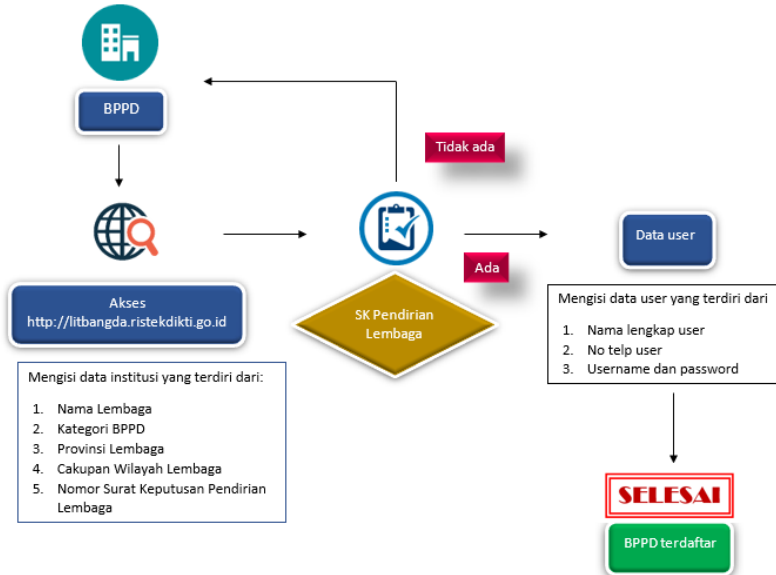 BPPD
Tidak ada
Ada
Data user
Akses
http://litbangda.ristekdikti.go.id
SK Pendirian
Lembaga
Mengisi data institusi yang terdiri dari:
1. Nama Lembaga
2. Kategori BPPD
3. Provinsi Lembaga
4. Cakupan Wilayah Lembaga
5. Nomor Surat Keputusan Pendirian
Lembaga
Mengisi data user yang terdiri dari
1. Nama lengkap user
2. No telp user
3. Username dan password
SELESAI
BPPD terdaftar